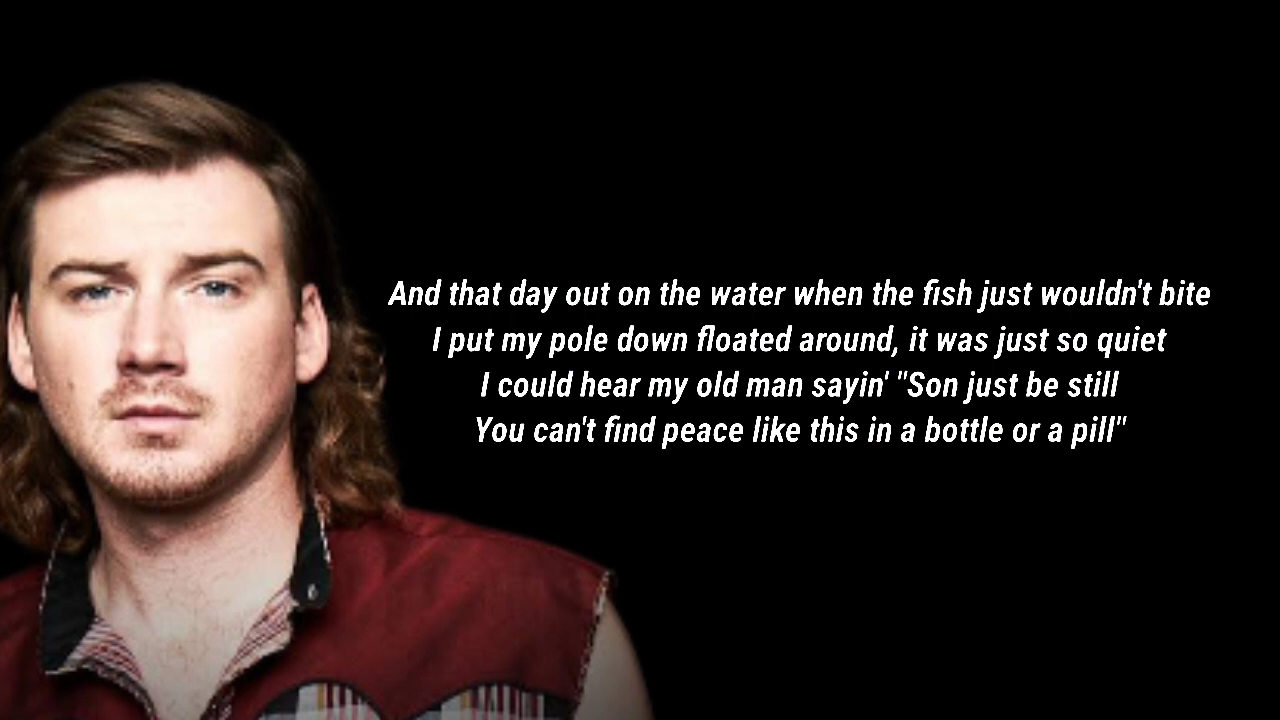 And that day out on the water when the fish just wouldn't bite
I put my pole down floated around, it was just so quiet
I could hear my old man sayin' "Son just be still
You can't find peace like this in a bottle or a pill"